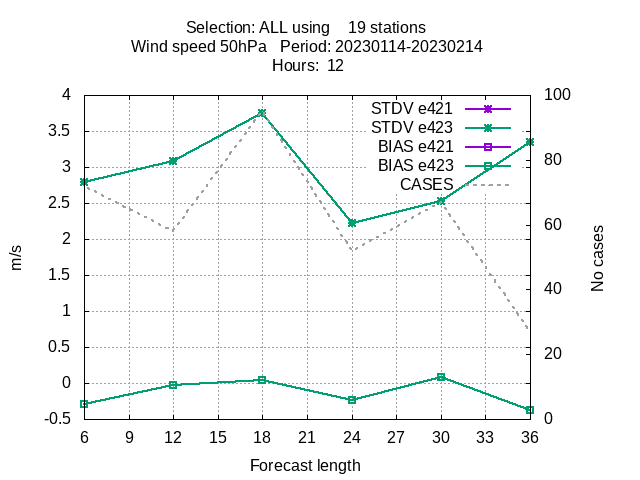 Selection: ALL using    19 stations
Wind speed 50hPa   Period: 20230114-20230214
Hours:  12
STDV e421
STDV e423
BIAS e421
BIAS e423
CASES
4
3.5
3
2.5
2
1.5
1
0.5
0
-0.5
m/s
100
80
60
40
20
0
No cases
6 9 12 15 18 21 24 27 30 33 36
Forecast length